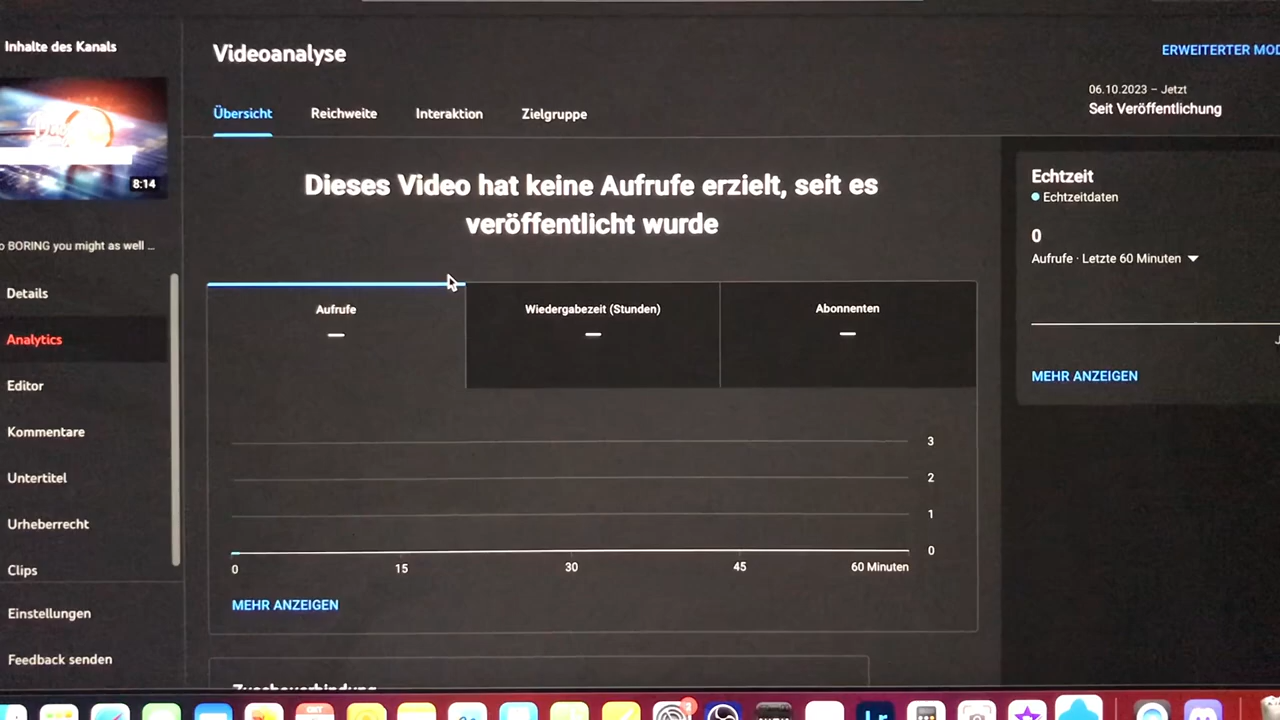 Inhalte des Kanals
8:14
o BORING you might as well ...
Details
Analytics
Editor
Kommentare
Untertitel
Urheberrecht
Clips
Einstellungen
Feedback senden
Videoanalyse
ERWEITERTER MOD
06.10.2023 – Jetzt
Seit Veröffentlichung
Übersicht Reichweite Interaktion Zielgruppe
Dieses Video hat keine Aufrufe erzielt, seit es
veröffentlicht wurde
Aufrufe
—
Wiedergabezeit (Stunden)
—
Abonnenten
—
3
2
1
0
0 15 30 45 60 Minuten
MEHR ANZEIGEN
Echtzeit
Echtzeitdaten
0
Aufrufe · Letzte 60 Minuten
MEHR ANZEIGEN
2
Lr